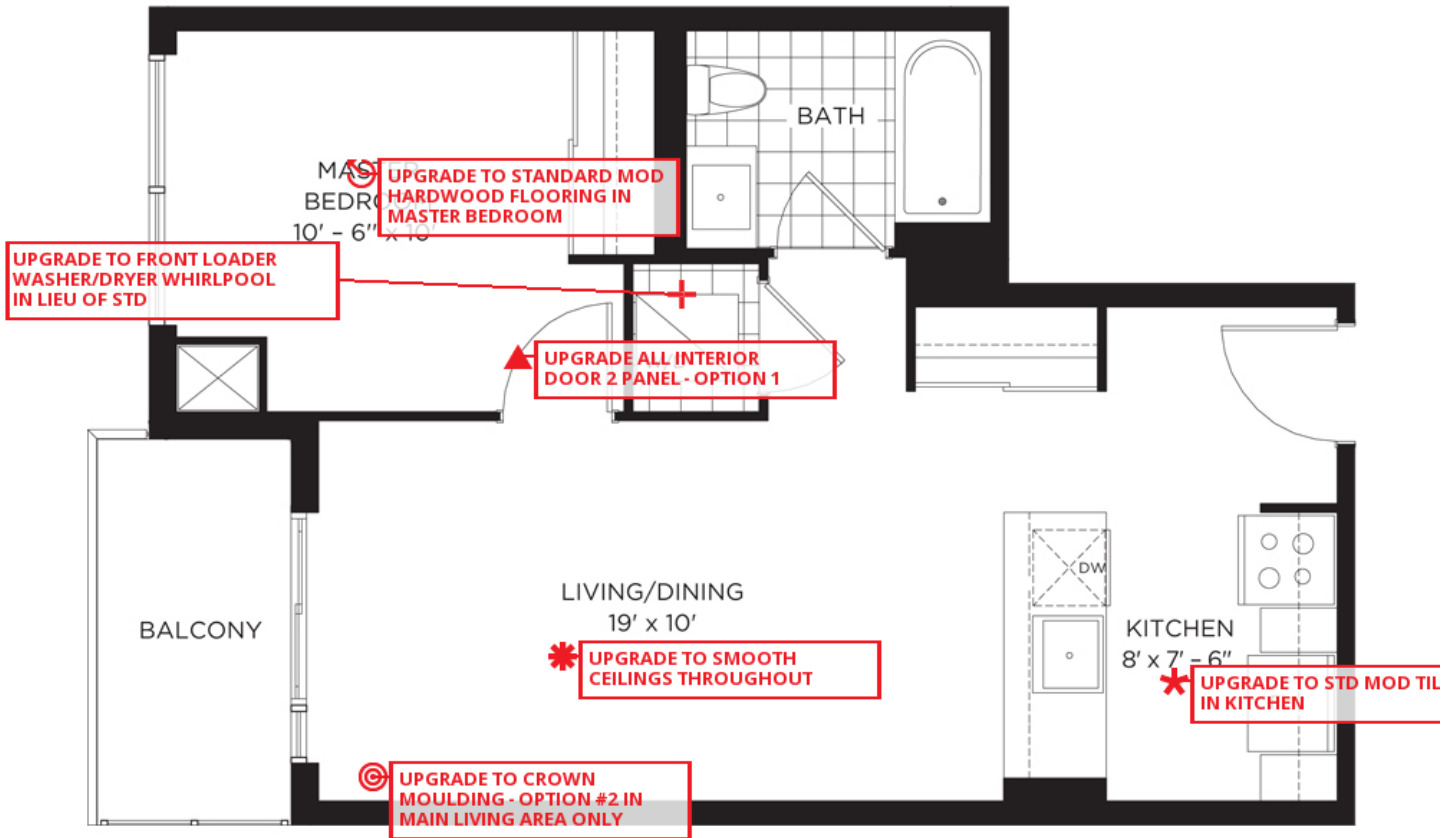 BATH
MASTER
BEDROOM
10' - 6" x 10'
UPGRADE TO STANDARD MOD
HARDWOOD FLOORING IN
MASTER BEDROOM
UPGRADE TO FRONT LOADER
WASHER/DRYER WHIRLPOOL
IN LIEU OF STD
UPGRADE ALL INTERIOR
DOOR 2 PANEL - OPTION 1
DW
LIVING/DINING
19' x 10'
BALCONY
KITCHEN
8' x 7' - 6"
UPGRADE TO SMOOTH
CEILINGS THROUGHOUT
UPGRADE TO STD MOD TIL
IN KITCHEN
UPGRADE TO CROWN
MOULDING - OPTION #2 IN
MAIN LIVING AREA ONLY